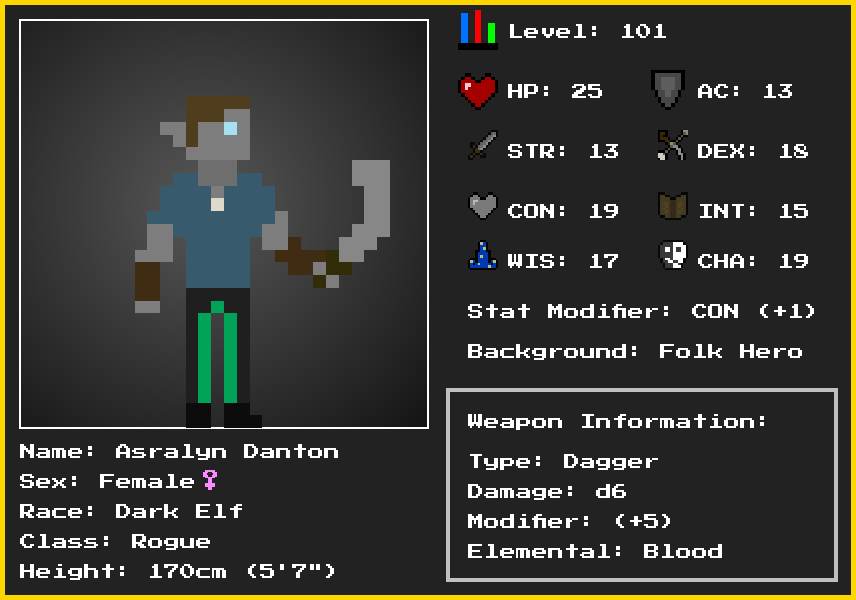 Level: 101
HP: 25 AC: 13
STR: 13 DEX: 18
CON: 19 INT: 15
WIS: 17 CHA: 19
Stat Modifier: CON (+1)
Background: Folk Hero
Weapon Information:
Type: Dagger
Damage: d6
Modifier: (+5)
Elemental: Blood
Name: Asralyn Danton
Sex: Female♀
Race: Dark Elf
Class: Rogue
Height: 170cm (5'7")